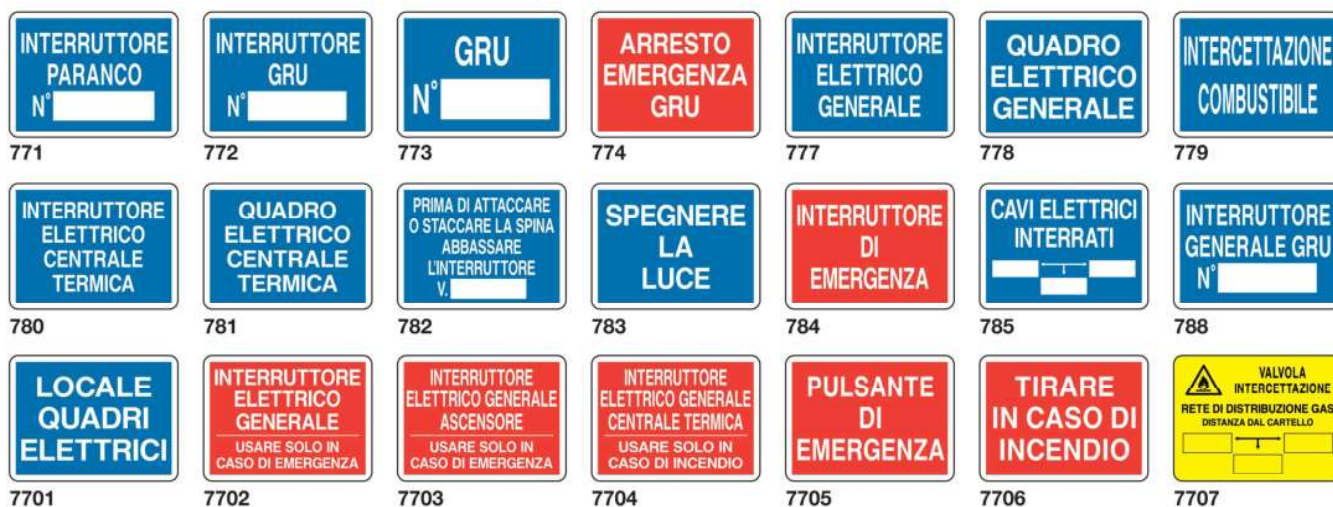 INTERRUTTORE
PARANCO
N°
771
INTERRUTTORE
GRU
N°
772
GRU
N°
773
ARRESTO
EMERGENZA
GRU
774
INTERRUTTORE
ELETTRICO
GENERALE
777
QUADRO
ELETTRICO
GENERALE
778
INTERCETTAZIONE
COMBUSTIBILE
779
INTERRUTTORE
ELETTRICO
CENTRALE
TERMICA
780
QUADRO
ELETTRICO
CENTRALE
TERMICA
781
PRIMA DI ATTACCARE
O STACCARE LA SPINA
ABBASSARE
L'INTERRUTTORE
V.
782
SPEGNERE
LA
LUCE
783
INTERRUTTORE
DI
EMERGENZA
784
CAVI ELETTRICI
INTERRATI
785
INTERRUTTORE
GENERALE GRU
N°
788
LOCALE
QUADRI
ELETTRICI
7701
INTERRUTTORE
ELETTRICO
GENERALE
USARE SOLO IN
CASO DI EMERGENZA
7702
INTERRUTTORE
ELETTRICO GENERALE
ASCENSORE
USARE SOLO IN
CASO DI EMERGENZA
7703
INTERRUTTORE
ELETTRICO GENERALE
CENTRALE TERMICA
USARE SOLO IN
CASO DI INCENDIO
7704
PULSANTE
DI
EMERGENZA
7705
TIRARE
IN CASO DI
INCENDIO
7706
VALVOLA
INTERCETTAZIONE
RETE DI DISTRIBUZIONE GAS
DISTANZA DAL CARTELLO
7707